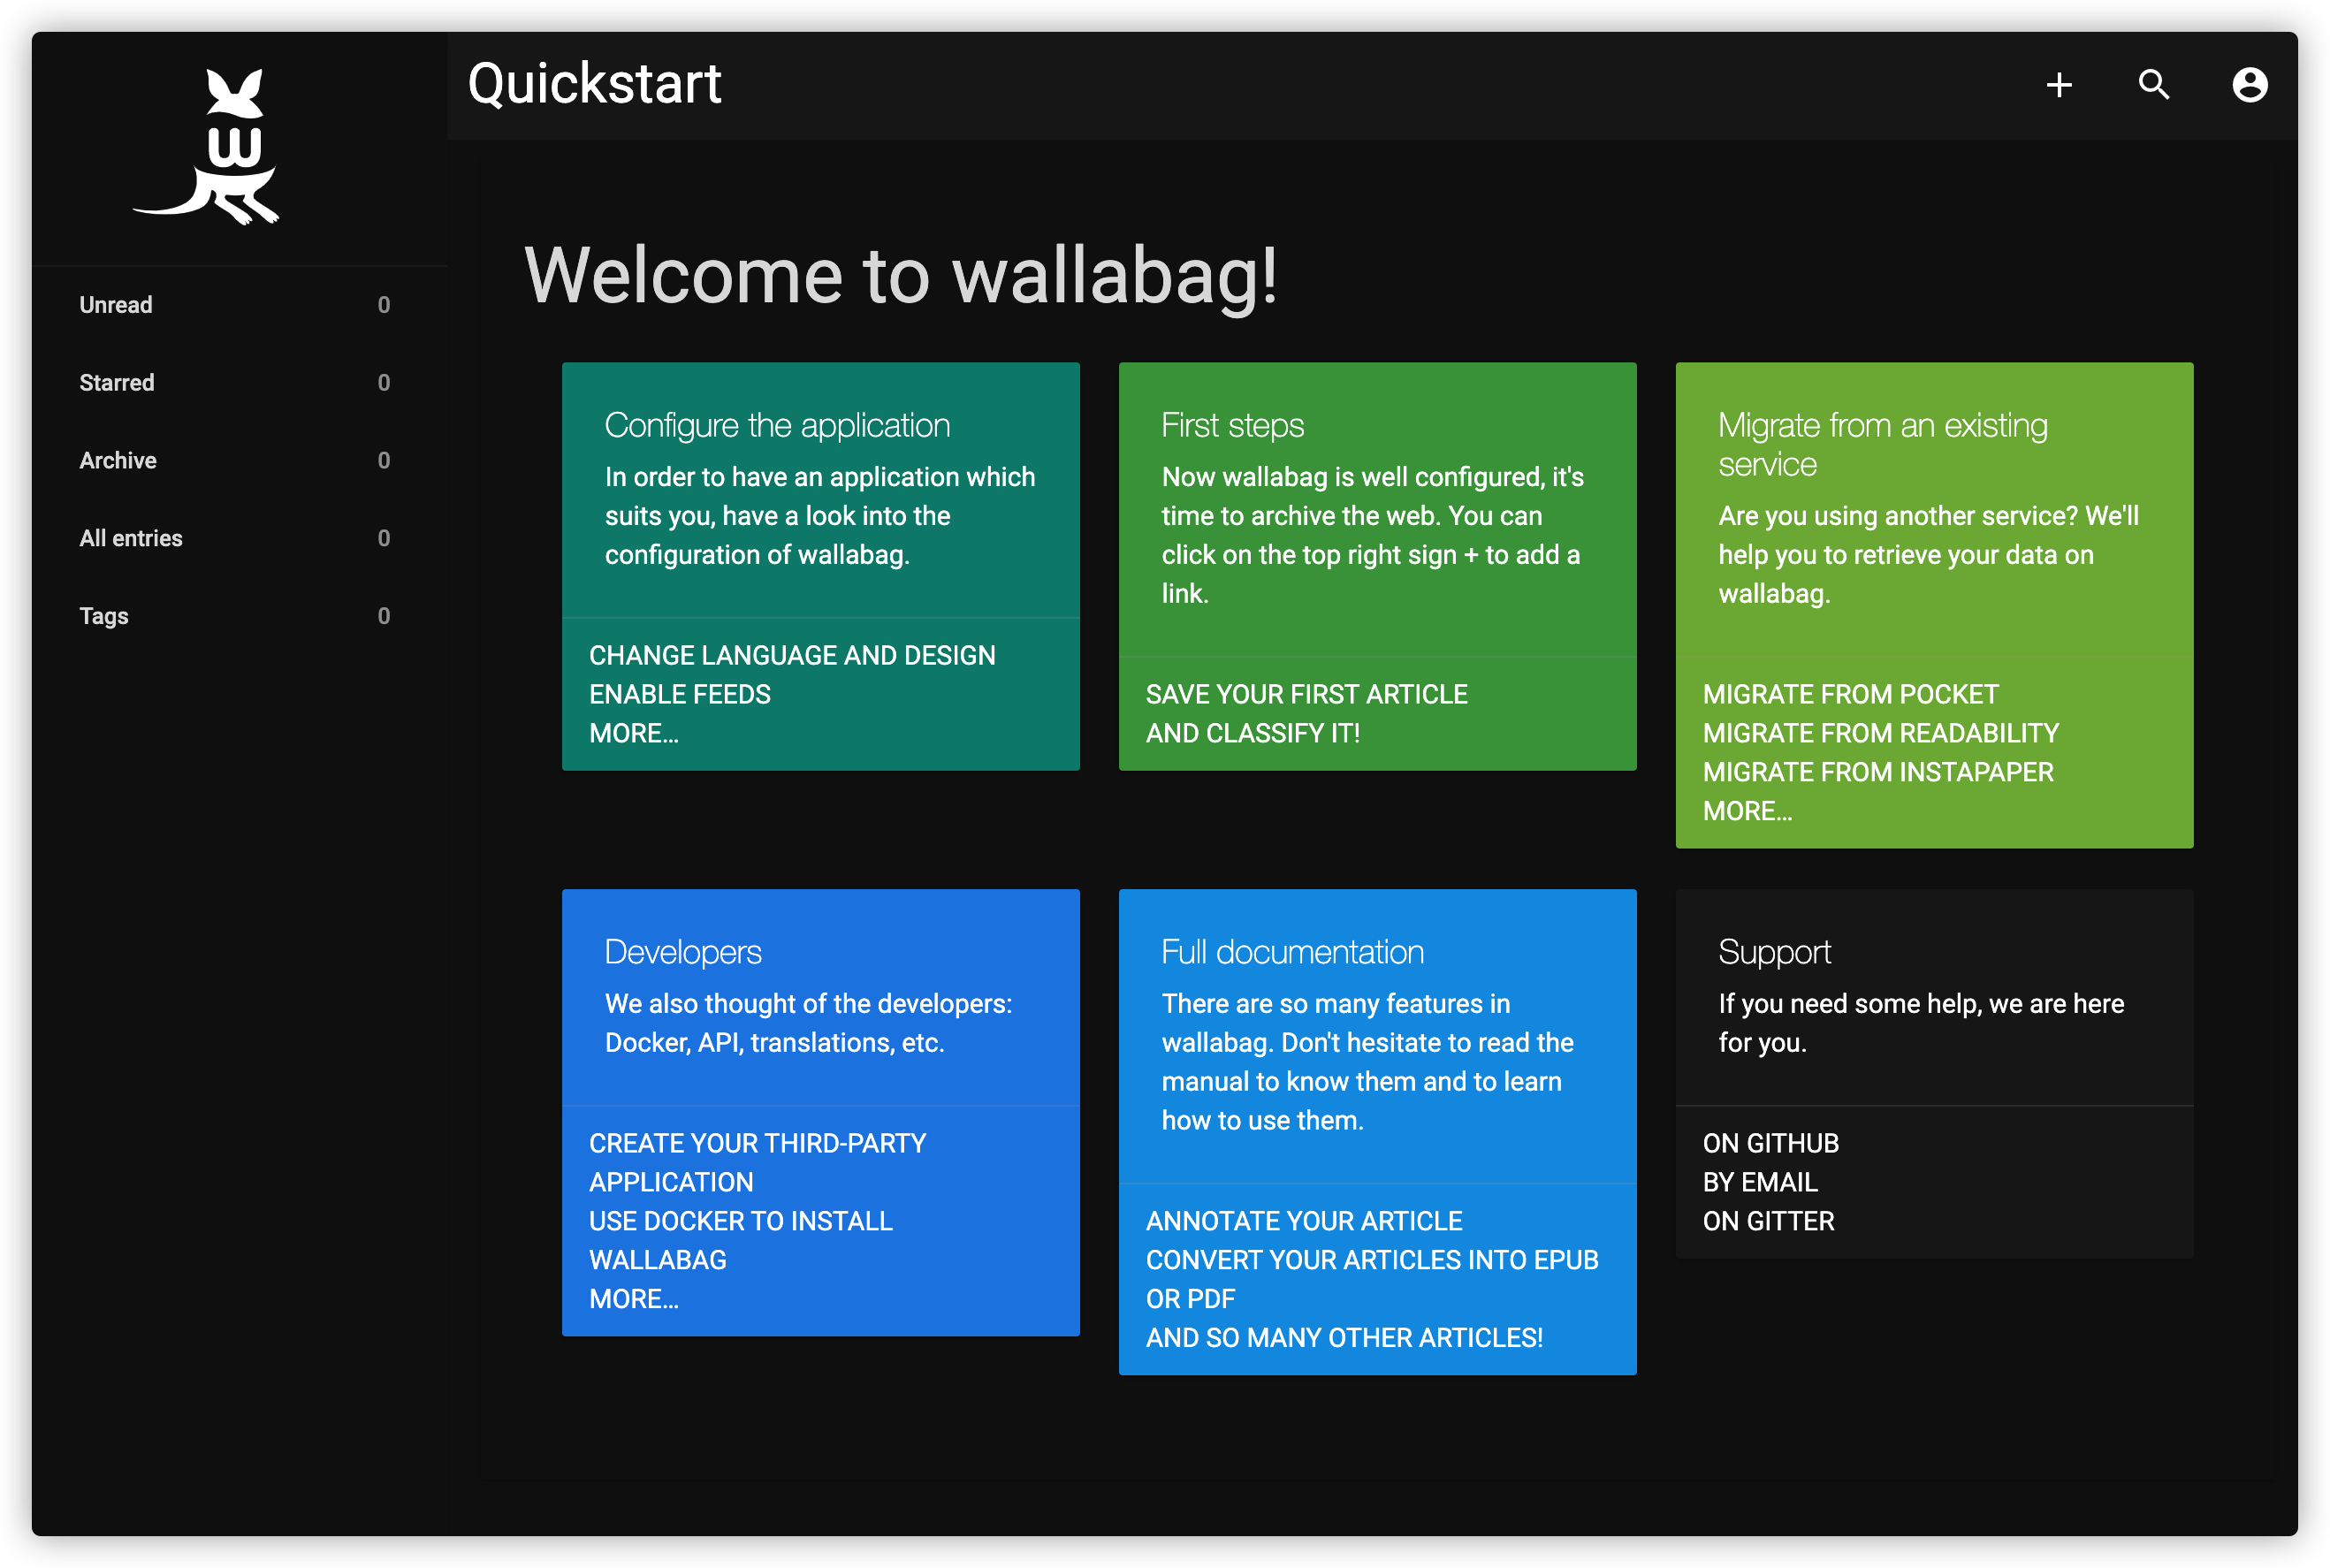 w
Quickstart
Unread 0
Starred 0
Archive 0
All entries 0
Tags 0
Welcome to wallabag!
Configure the application
In order to have an application which
suits you, have a look into the
configuration of wallabag.
CHANGE LANGUAGE AND DESIGN
ENABLE FEEDS
MORE...
First steps
Now wallabag is well configured, it's
time to archive the web. You can
click on the top right sign + to add a
link.
SAVE YOUR FIRST ARTICLE
AND CLASSIFY IT!
Migrate from an existing
service
Are you using another service? We'll
help you to retrieve your data on
wallabag.
MIGRATE FROM POCKET
MIGRATE FROM READABILITY
MIGRATE FROM INSTAPAPER
MORE...
Developers
We also thought of the developers:
Docker, API, translations, etc.
CREATE YOUR THIRD-PARTY
APPLICATION
USE DOCKER TO INSTALL
WALLABAG
MORE...
Full documentation
There are so many features in
wallabag. Don't hesitate to read the
manual to know them and to learn
how to use them.
ANNOTATE YOUR ARTICLE
CONVERT YOUR ARTICLES INTO EPUB
OR PDF
AND SO MANY OTHER ARTICLES!
Support
If you need some help, we are here
for you.
ON GITHUB
BY EMAIL
ON GITTER